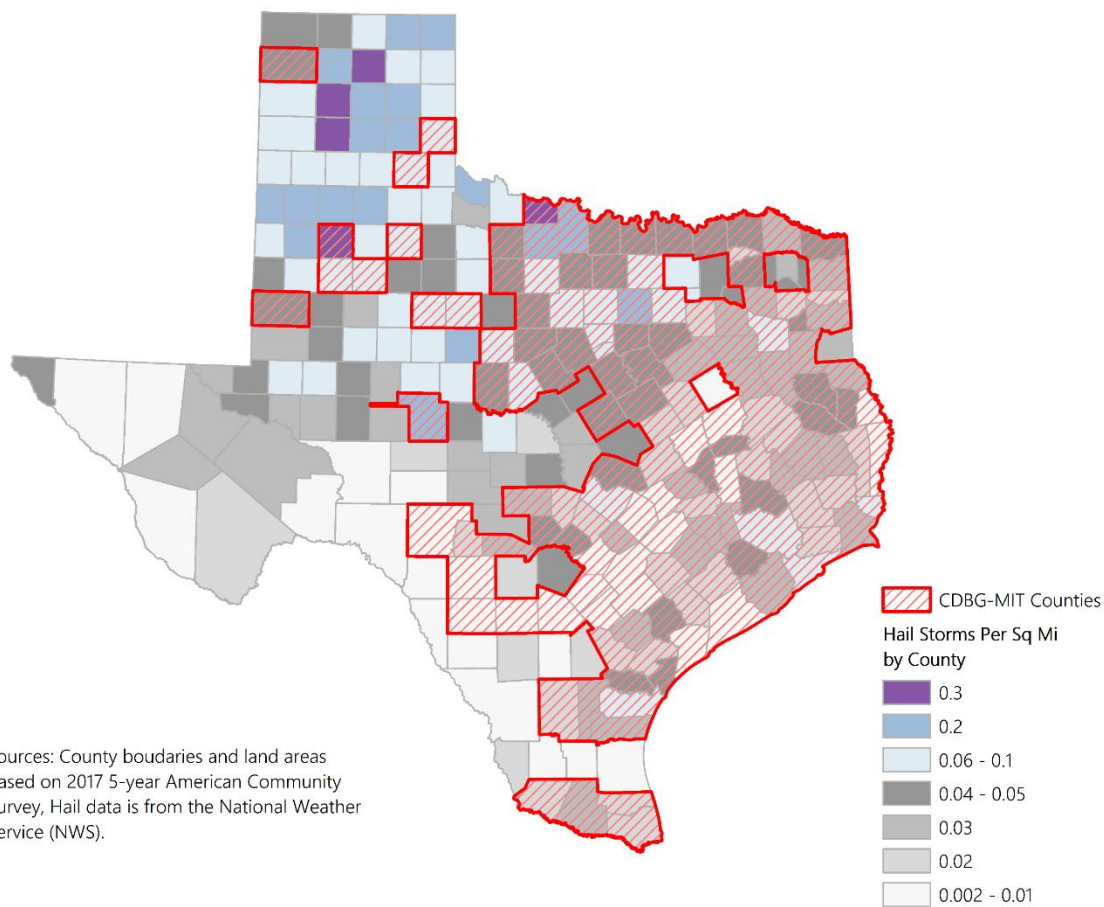 CDBG-MIT Counties
Hail Storms Per Sq Mi
by County
0.3
0.2
0.06 - 0.1
0.04 - 0.05
0.03
0.02
0.002 - 0.01
ources: County boudaries and land areas
ased on 2017 5-year American Community
urvey, Hail data is from the National Weather
ervice (NWS).